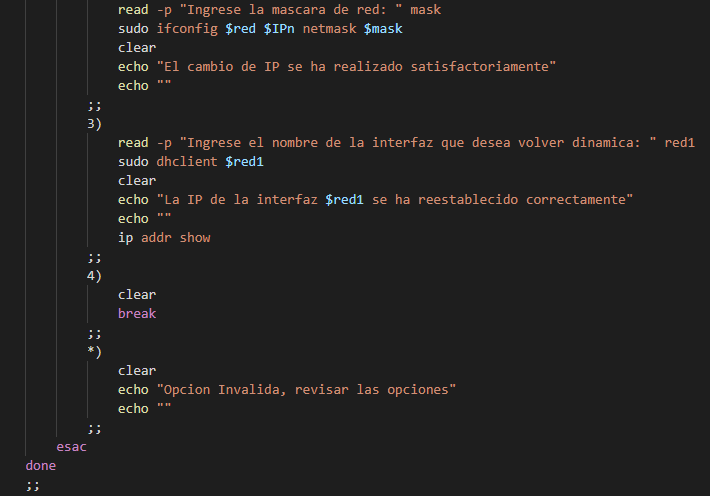 read -p "Ingrese la mascara de red: " mask
sudo ifconfig $red $IPn netmask $mask
clear
echo "El cambio de IP se ha realizado satisfactoriamente"
echo ""
;;
3)
read -p "Ingrese el nombre de la interfaz que desea volver dinamica: " red1
sudo dhclient $red1
clear
echo "La IP de la interfaz $red1 se ha reestablecido correctamente"
echo ""
ip addr show
;;
4)
clear
break
;;
*)
clear
echo "Opcion Invalida, revisar las opciones"
echo ""
;;
esac
done
;;